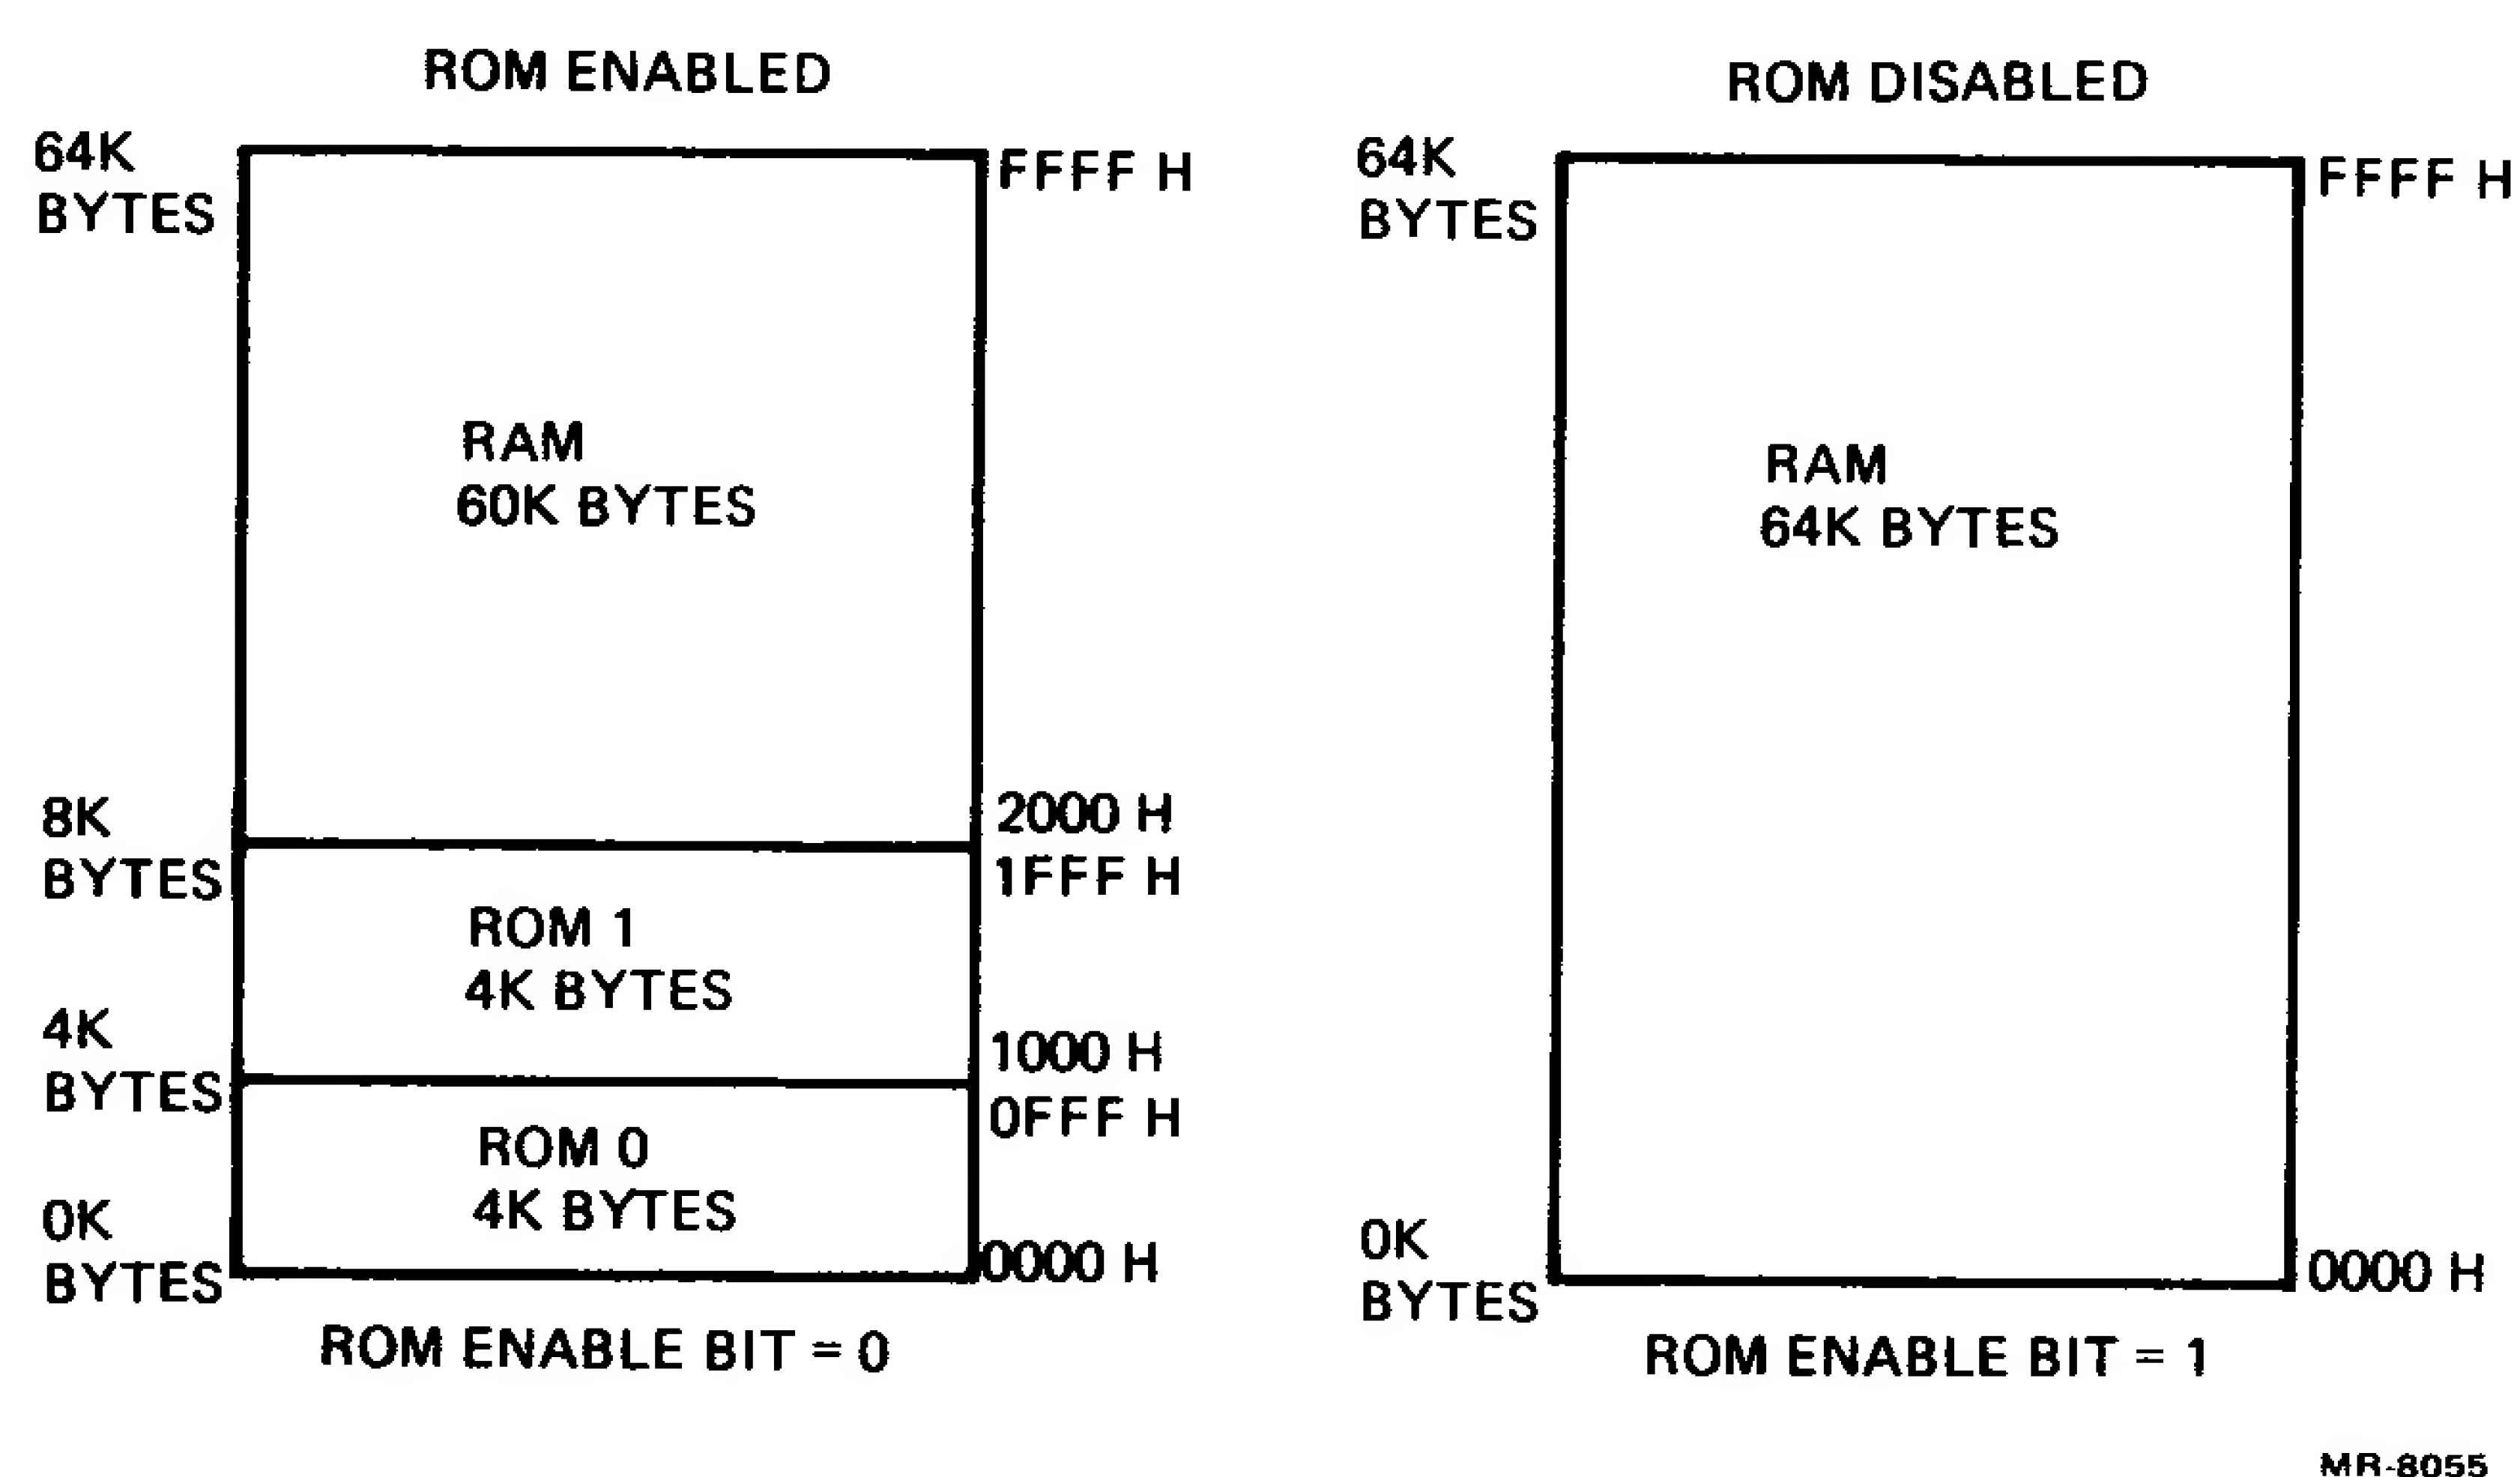 ROM ENABLED
64K
BYTES
FFFF H
RAM
60K BYTES
8K
BYTES
2000 H
1FFF H
ROM 1
4K BYTES
4K
BYTES
1000 H
0FFF H
ROM 0
4K BYTES
0K
BYTES
0000 H
ROM ENABLE BIT = 0
ROM DISABLED
64K
BYTES
FFFF H
RAM
64K BYTES
0K
BYTES
0000 H
ROM ENABLE BIT = 1
MR-8055